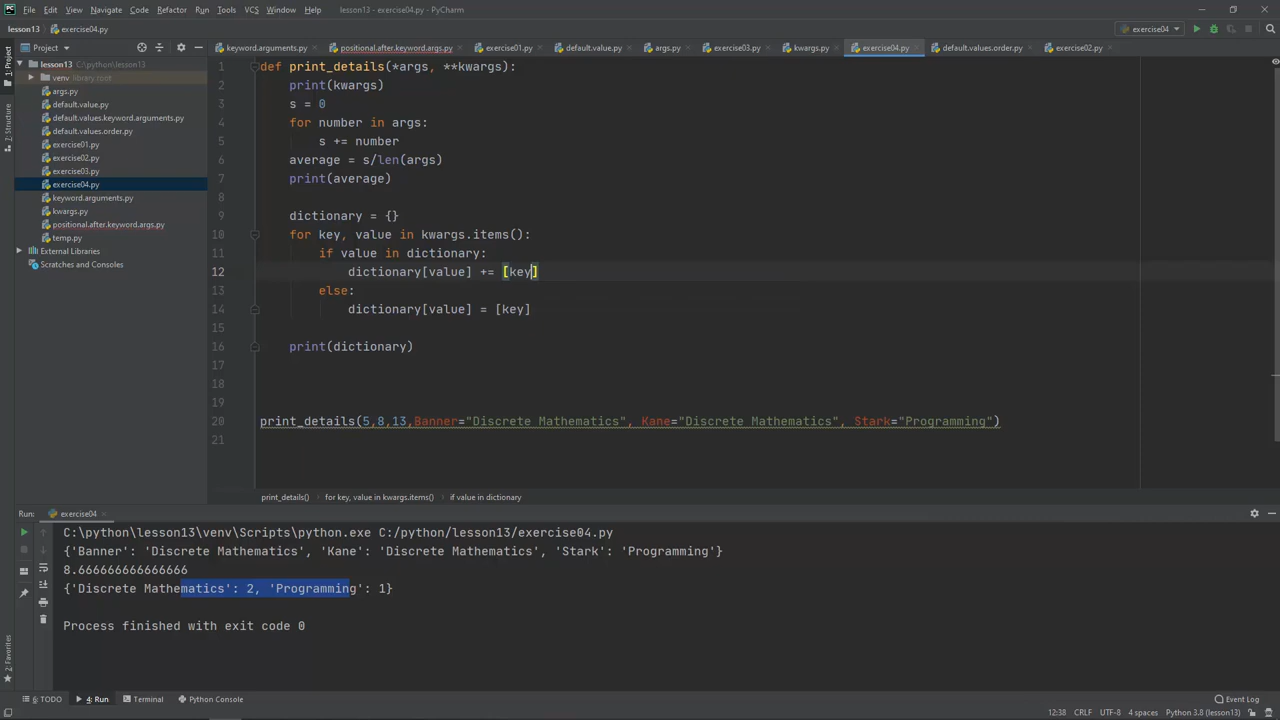 File Edit View Navigate Code Refactor Run Tools VCS Window Help lesson13 - exercise04.py - PyCharm
lesson13 exercise04.py exercise04
Project keyword.arguments.py positional.after.keyword.args.py exercise01.py default.value.py args.py exercise03.py kwargs.py exercise04.py default.values.order.py exercise02.py
1: Project
7: Structure
2: Favorites
lesson13 C:\python\lesson13
venv library root
args.py
default.value.py
default.values.keyword.arguments.py
default.values.order.py
exercise01.py
exercise02.py
exercise03.py
exercise04.py
keyword.arguments.py
kwargs.py
positional.after.keyword.args.py
temp.py
External Libraries
Scratches and Consoles
1 def print_details(*args, **kwargs):
2 print(kwargs)
3 s = 0
4 for number in args:
5 s += number
6 average = s/len(args)
7 print(average)
8
9 dictionary = {}
10 for key, value in kwargs.items():
11 if value in dictionary:
12 dictionary[value] += [key]
13 else:
14 dictionary[value] = [key]
15
16 print(dictionary)
17
18
19
20 print_details(5,8,13,Banner="Discrete Mathematics", Kane="Discrete Mathematics", Stark="Programming")
21
print_details() for key, value in kwargs.items() if value in dictionary
Run: exercise04
C:\python\lesson13\venv\Scripts\python.exe C:/python/lesson13/exercise04.py
{'Banner': 'Discrete Mathematics', 'Kane': 'Discrete Mathematics', 'Stark': 'Programming'}
8.666666666666666
{'Discrete Mathematics': 2, 'Programming': 1}
Process finished with exit code 0
6: TODO 4: Run Terminal Python Console Event Log
12:38 CRLF UTF-8 4 spaces Python 3.8 (lesson13)